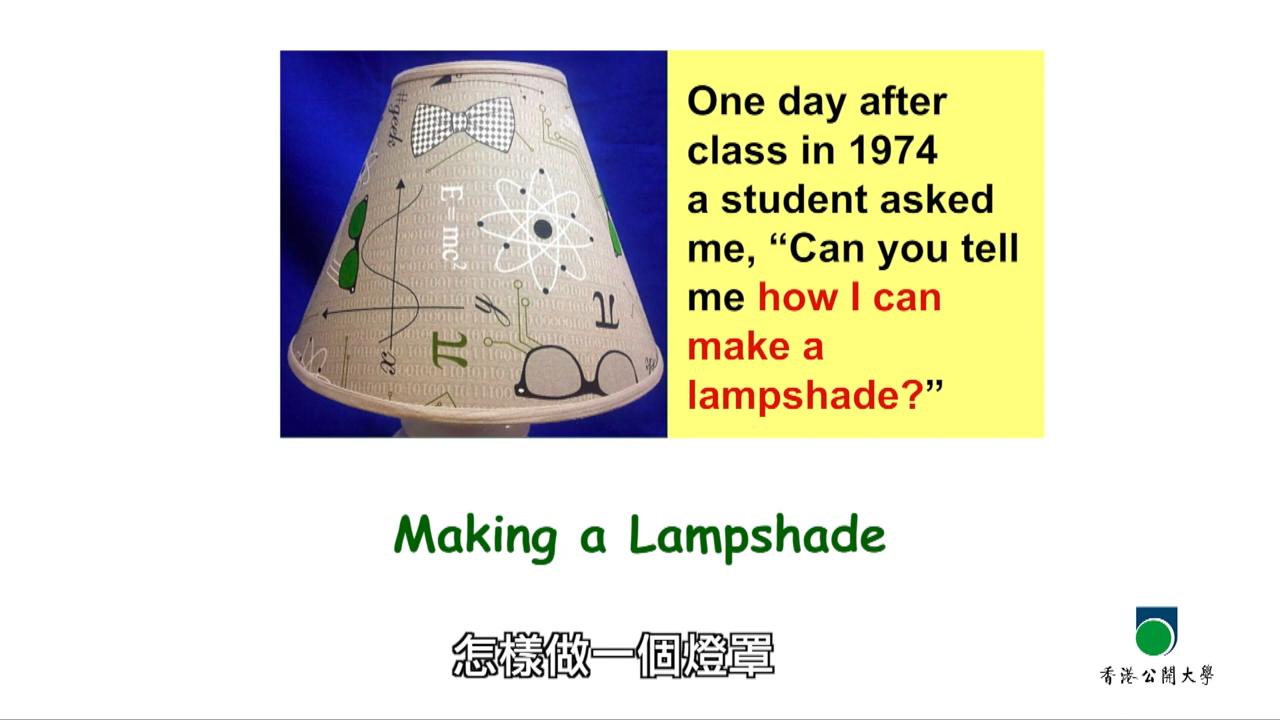 #geek
E = mc²
π
y
π
x
One day after
class in 1974
a student asked
me, “Can you tell
me how I can
make a
lampshade?”
Making a Lampshade
怎樣做一個燈罩
香港公開大學